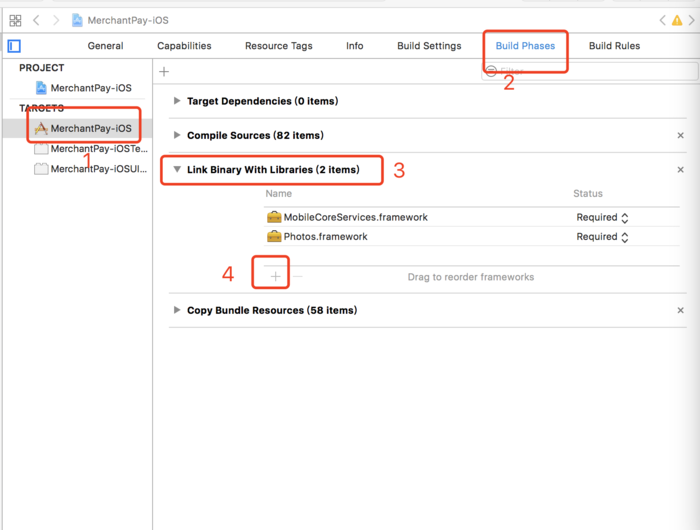 MerchantPay-iOS
General Capabilities Resource Tags Info Build Settings Build Phases Build Rules
PROJECT
MerchantPay-iOS
TARGETS
MerchantPay-iOS
MerchantPay-iOSTe...
MerchantPay-iOSUI...
1
Filter
2
Target Dependencies (0 items)
Compile Sources (82 items)
Link Binary With Libraries (2 items)
3
Name Status
MobileCoreServices.framework Required
Photos.framework Required
4
Drag to reorder frameworks
Copy Bundle Resources (58 items)